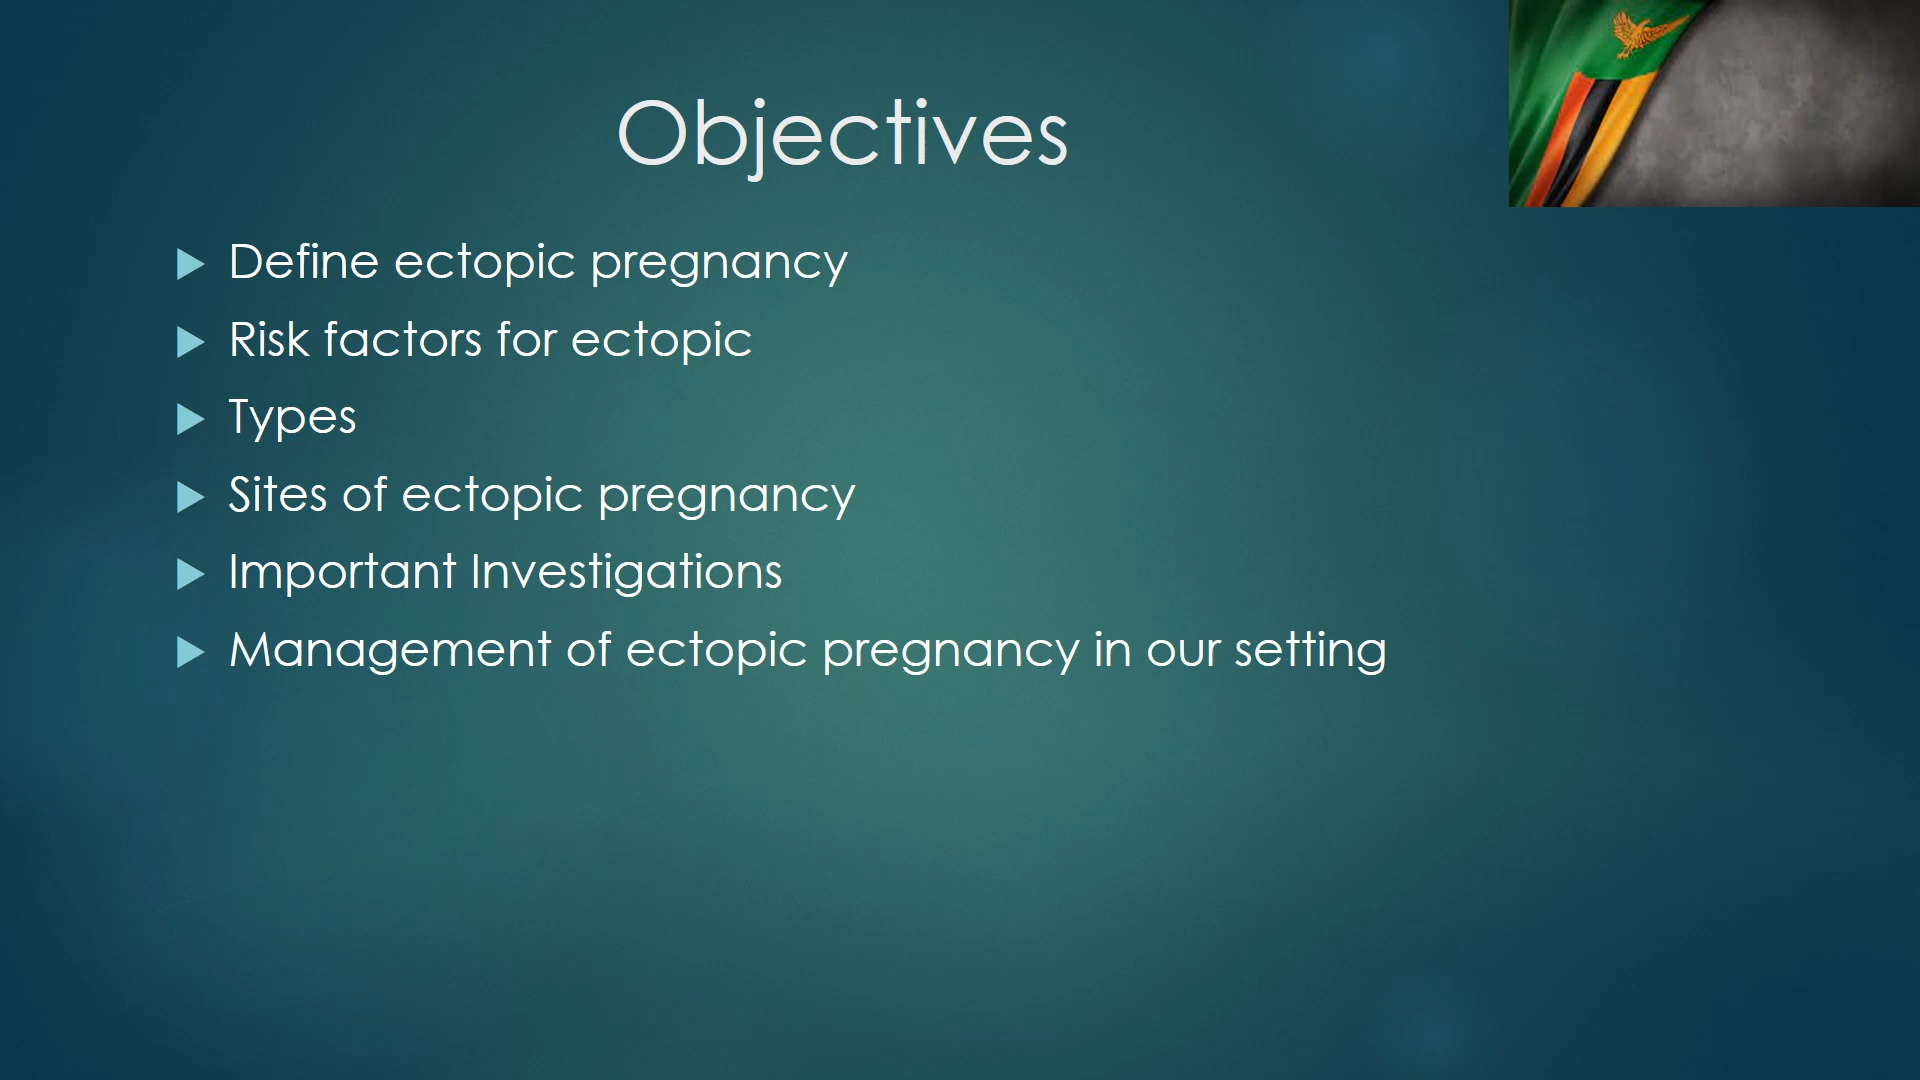 Objectives
Define ectopic pregnancy
Risk factors for ectopic
Types
Sites of ectopic pregnancy
Important Investigations
Management of ectopic pregnancy in our setting